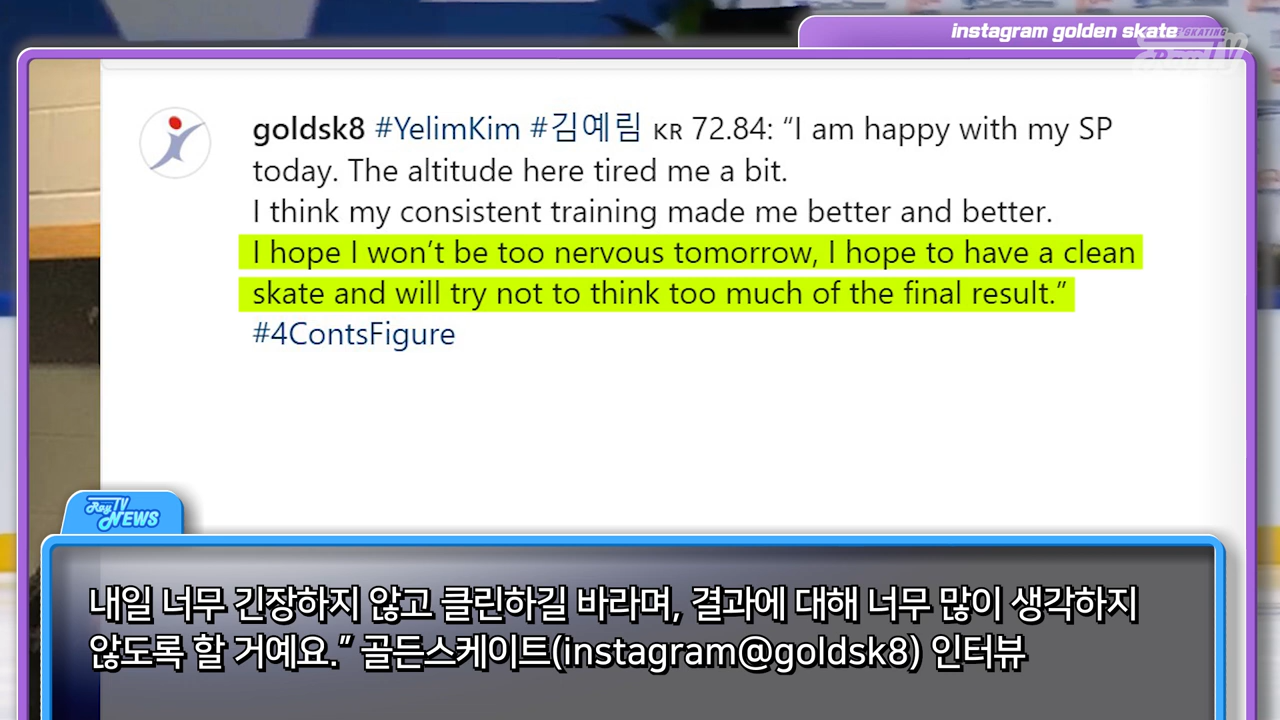 instagram golden skate
goldsk8 #YelimKim #김예림 KR 72.84: “I am happy with my SP
today. The altitude here tired me a bit.
I think my consistent training made me better and better.
I hope I won’t be too nervous tomorrow, I hope to have a clean
skate and will try not to think too much of the final result.”
#4ContsFigure
RoyTV
NEWS
내일 너무 긴장하지 않고 클린하길 바라며, 결과에 대해 너무 많이 생각하지
않도록 할 거예요.” 골든스케이트(instagram@goldsk8) 인터뷰